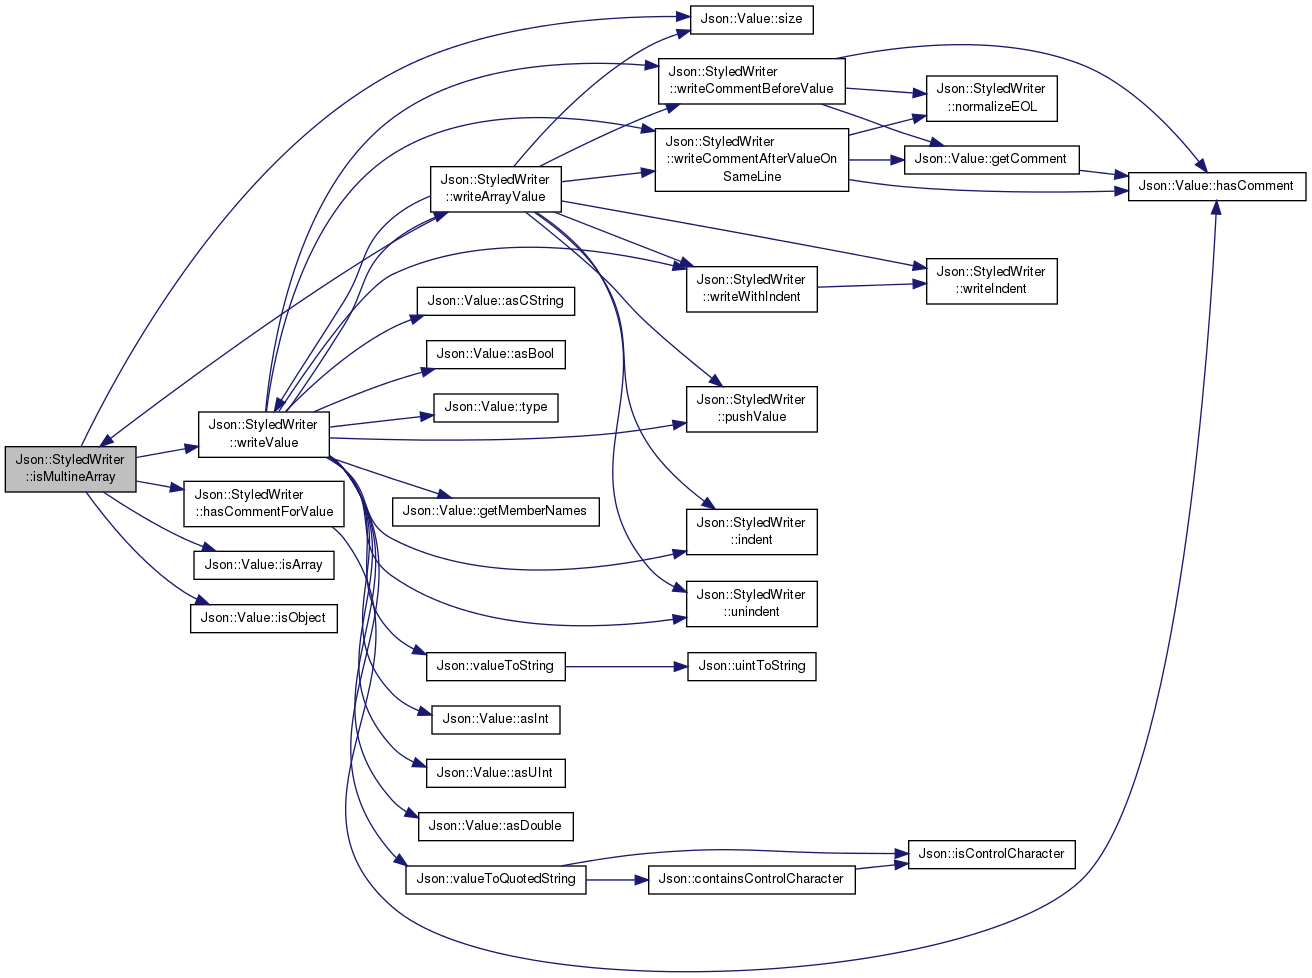 Json::Value::size
Json::StyledWriter
::writeCommentBeforeValue
Json::StyledWriter
::normalizeEOL
Json::StyledWriter
::writeCommentAfterValueOn
SameLine
Json::Value::getComment
Json::Value::hasComment
Json::StyledWriter
::writeArrayValue
Json::StyledWriter
::writeWithIndent
Json::StyledWriter
::writeIndent
Json::Value::asCString
Json::Value::asBool
Json::Value::type
Json::StyledWriter
::pushValue
Json::StyledWriter
::writeValue
Json::StyledWriter
::isMultineArray
Json::StyledWriter
::hasCommentForValue
Json::Value::getMemberNames
Json::StyledWriter
::indent
Json::Value::isArray
Json::StyledWriter
::unindent
Json::Value::isObject
Json::valueToString
Json::uintToString
Json::Value::asInt
Json::Value::asUInt
Json::Value::asDouble
Json::isControlCharacter
Json::valueToQuotedString
Json::containsControlCharacter